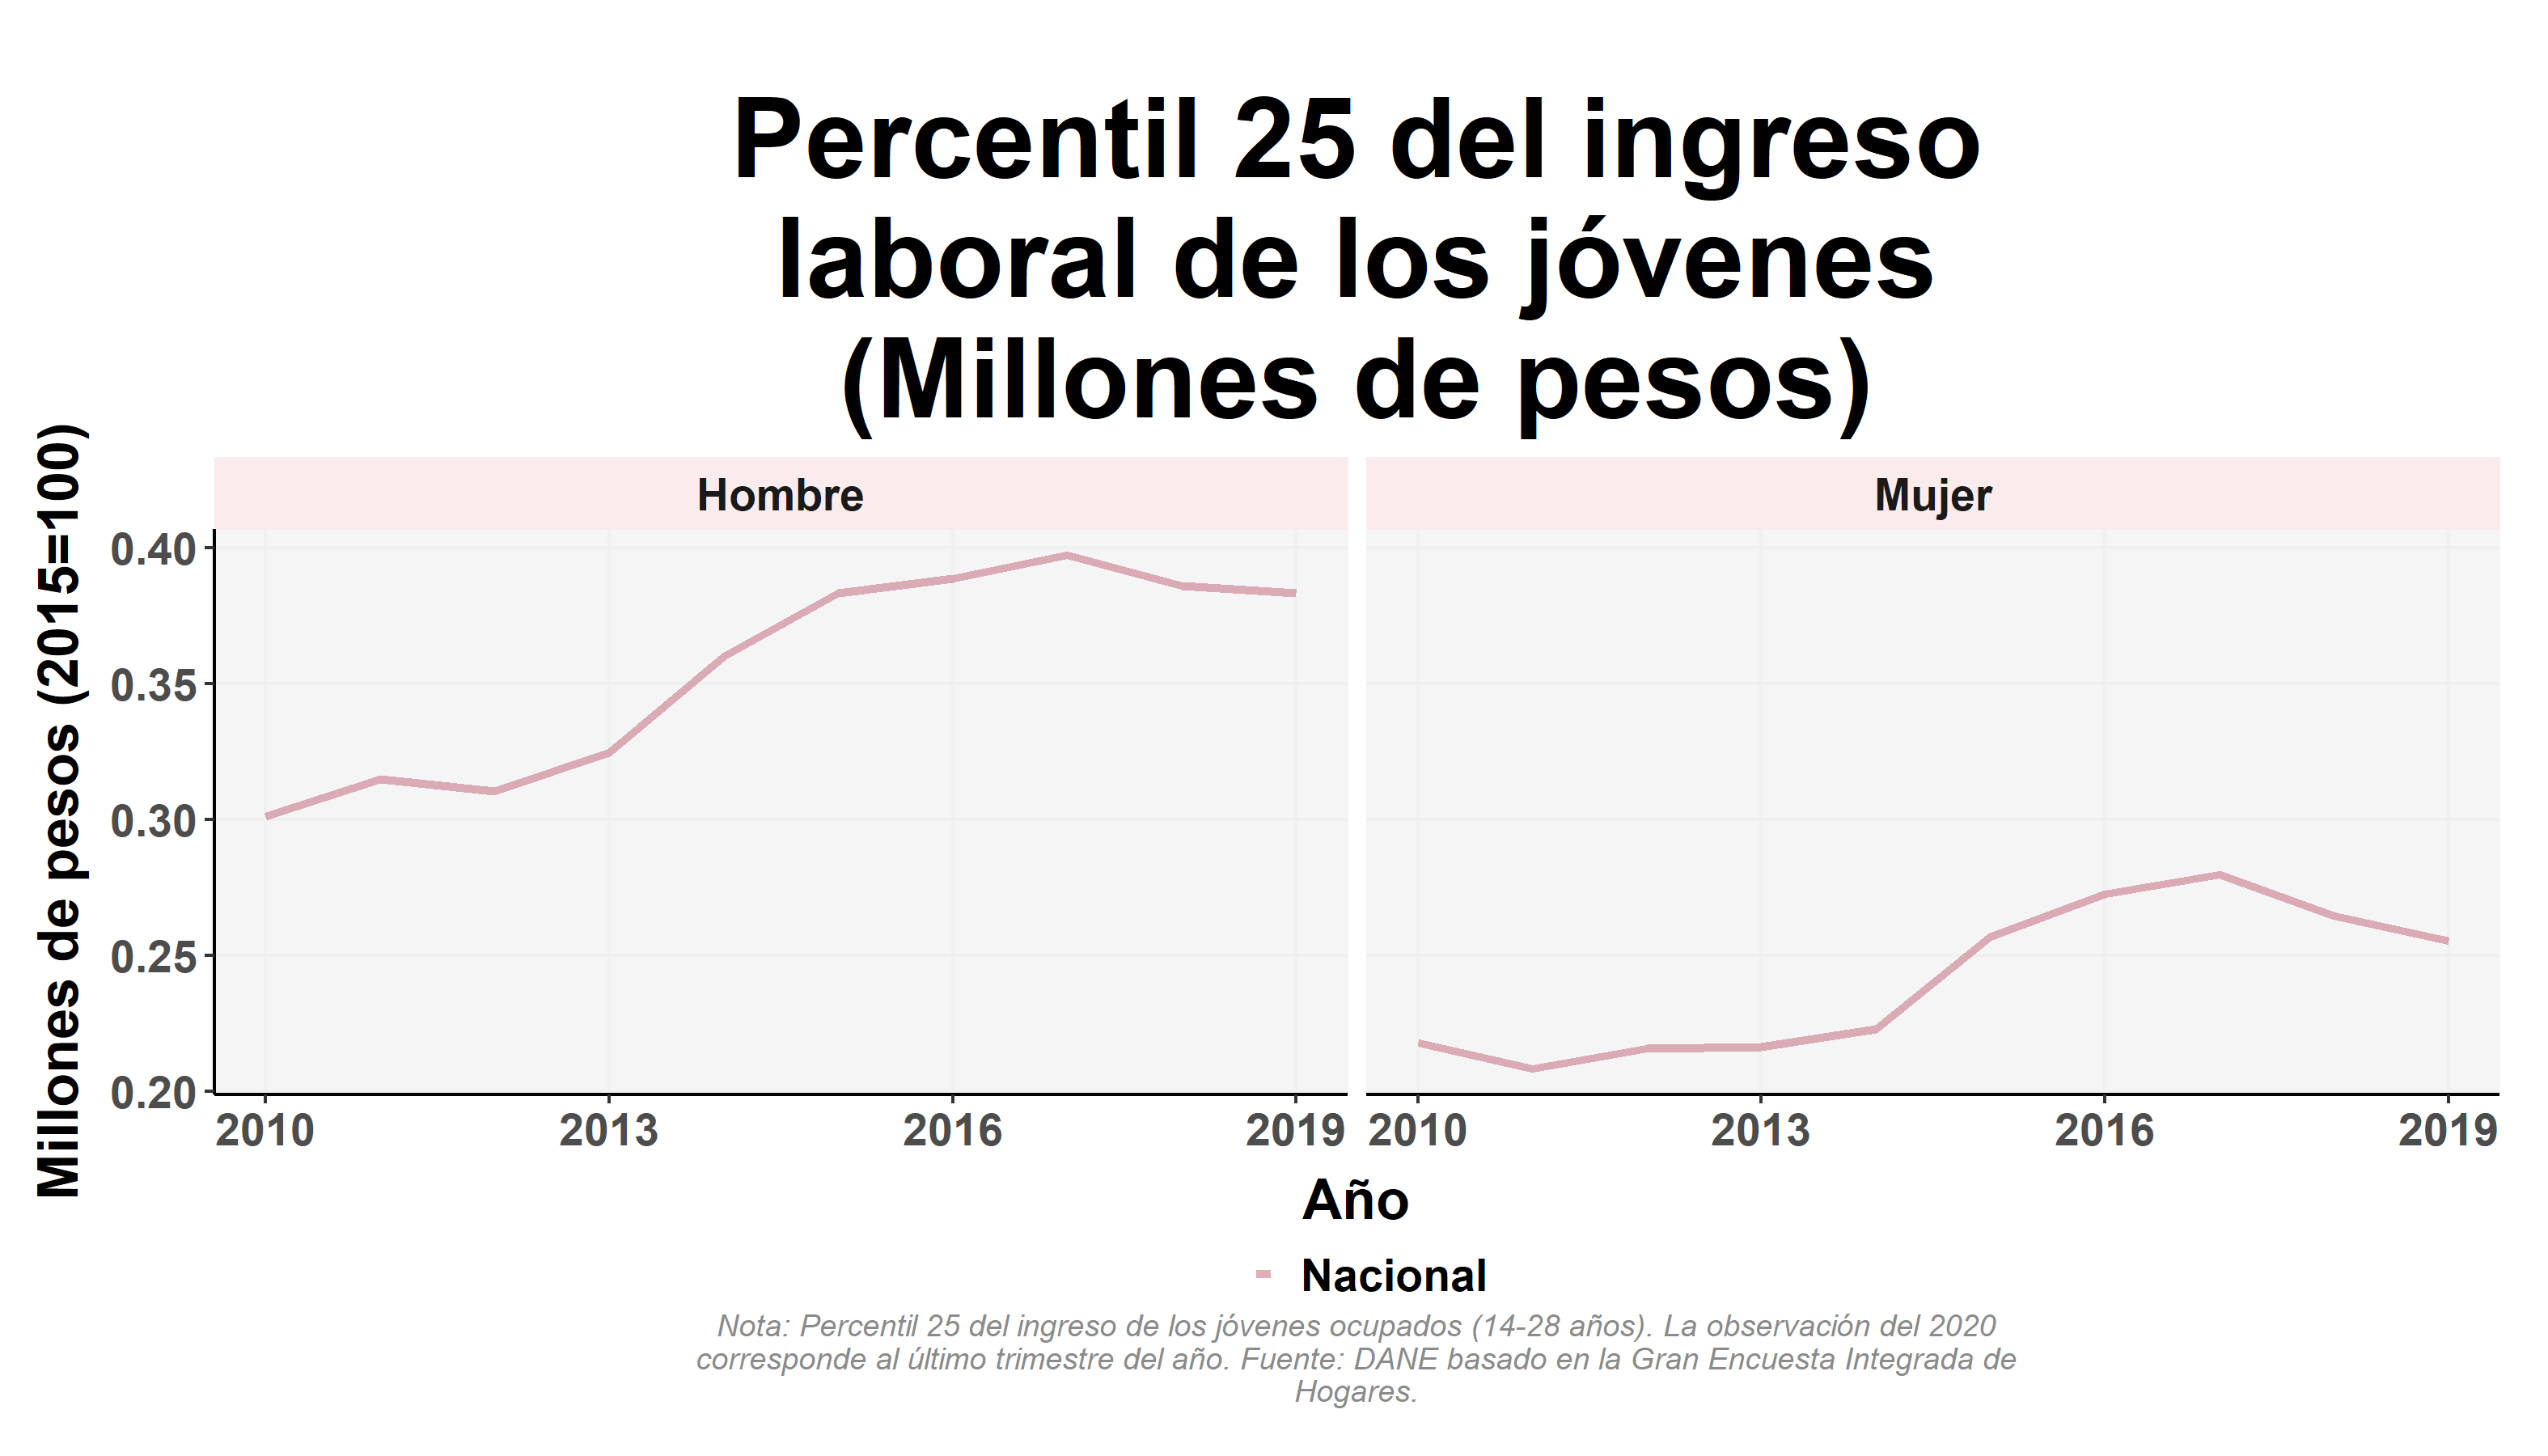 Percentil 25 del ingreso
laboral de los jóvenes
(Millones de pesos)
Millones de pesos (2015=100)
Hombre
Mujer
0.40
0.35
0.30
0.25
0.20
2010
2013
2016
2019
2010
2013
2016
2019
Año
Nacional
Nota: Percentil 25 del ingreso de los jóvenes ocupados (14-28 años). La observación del 2020
corresponde al último trimestre del año. Fuente: DANE basado en la Gran Encuesta Integrada de
Hogares.